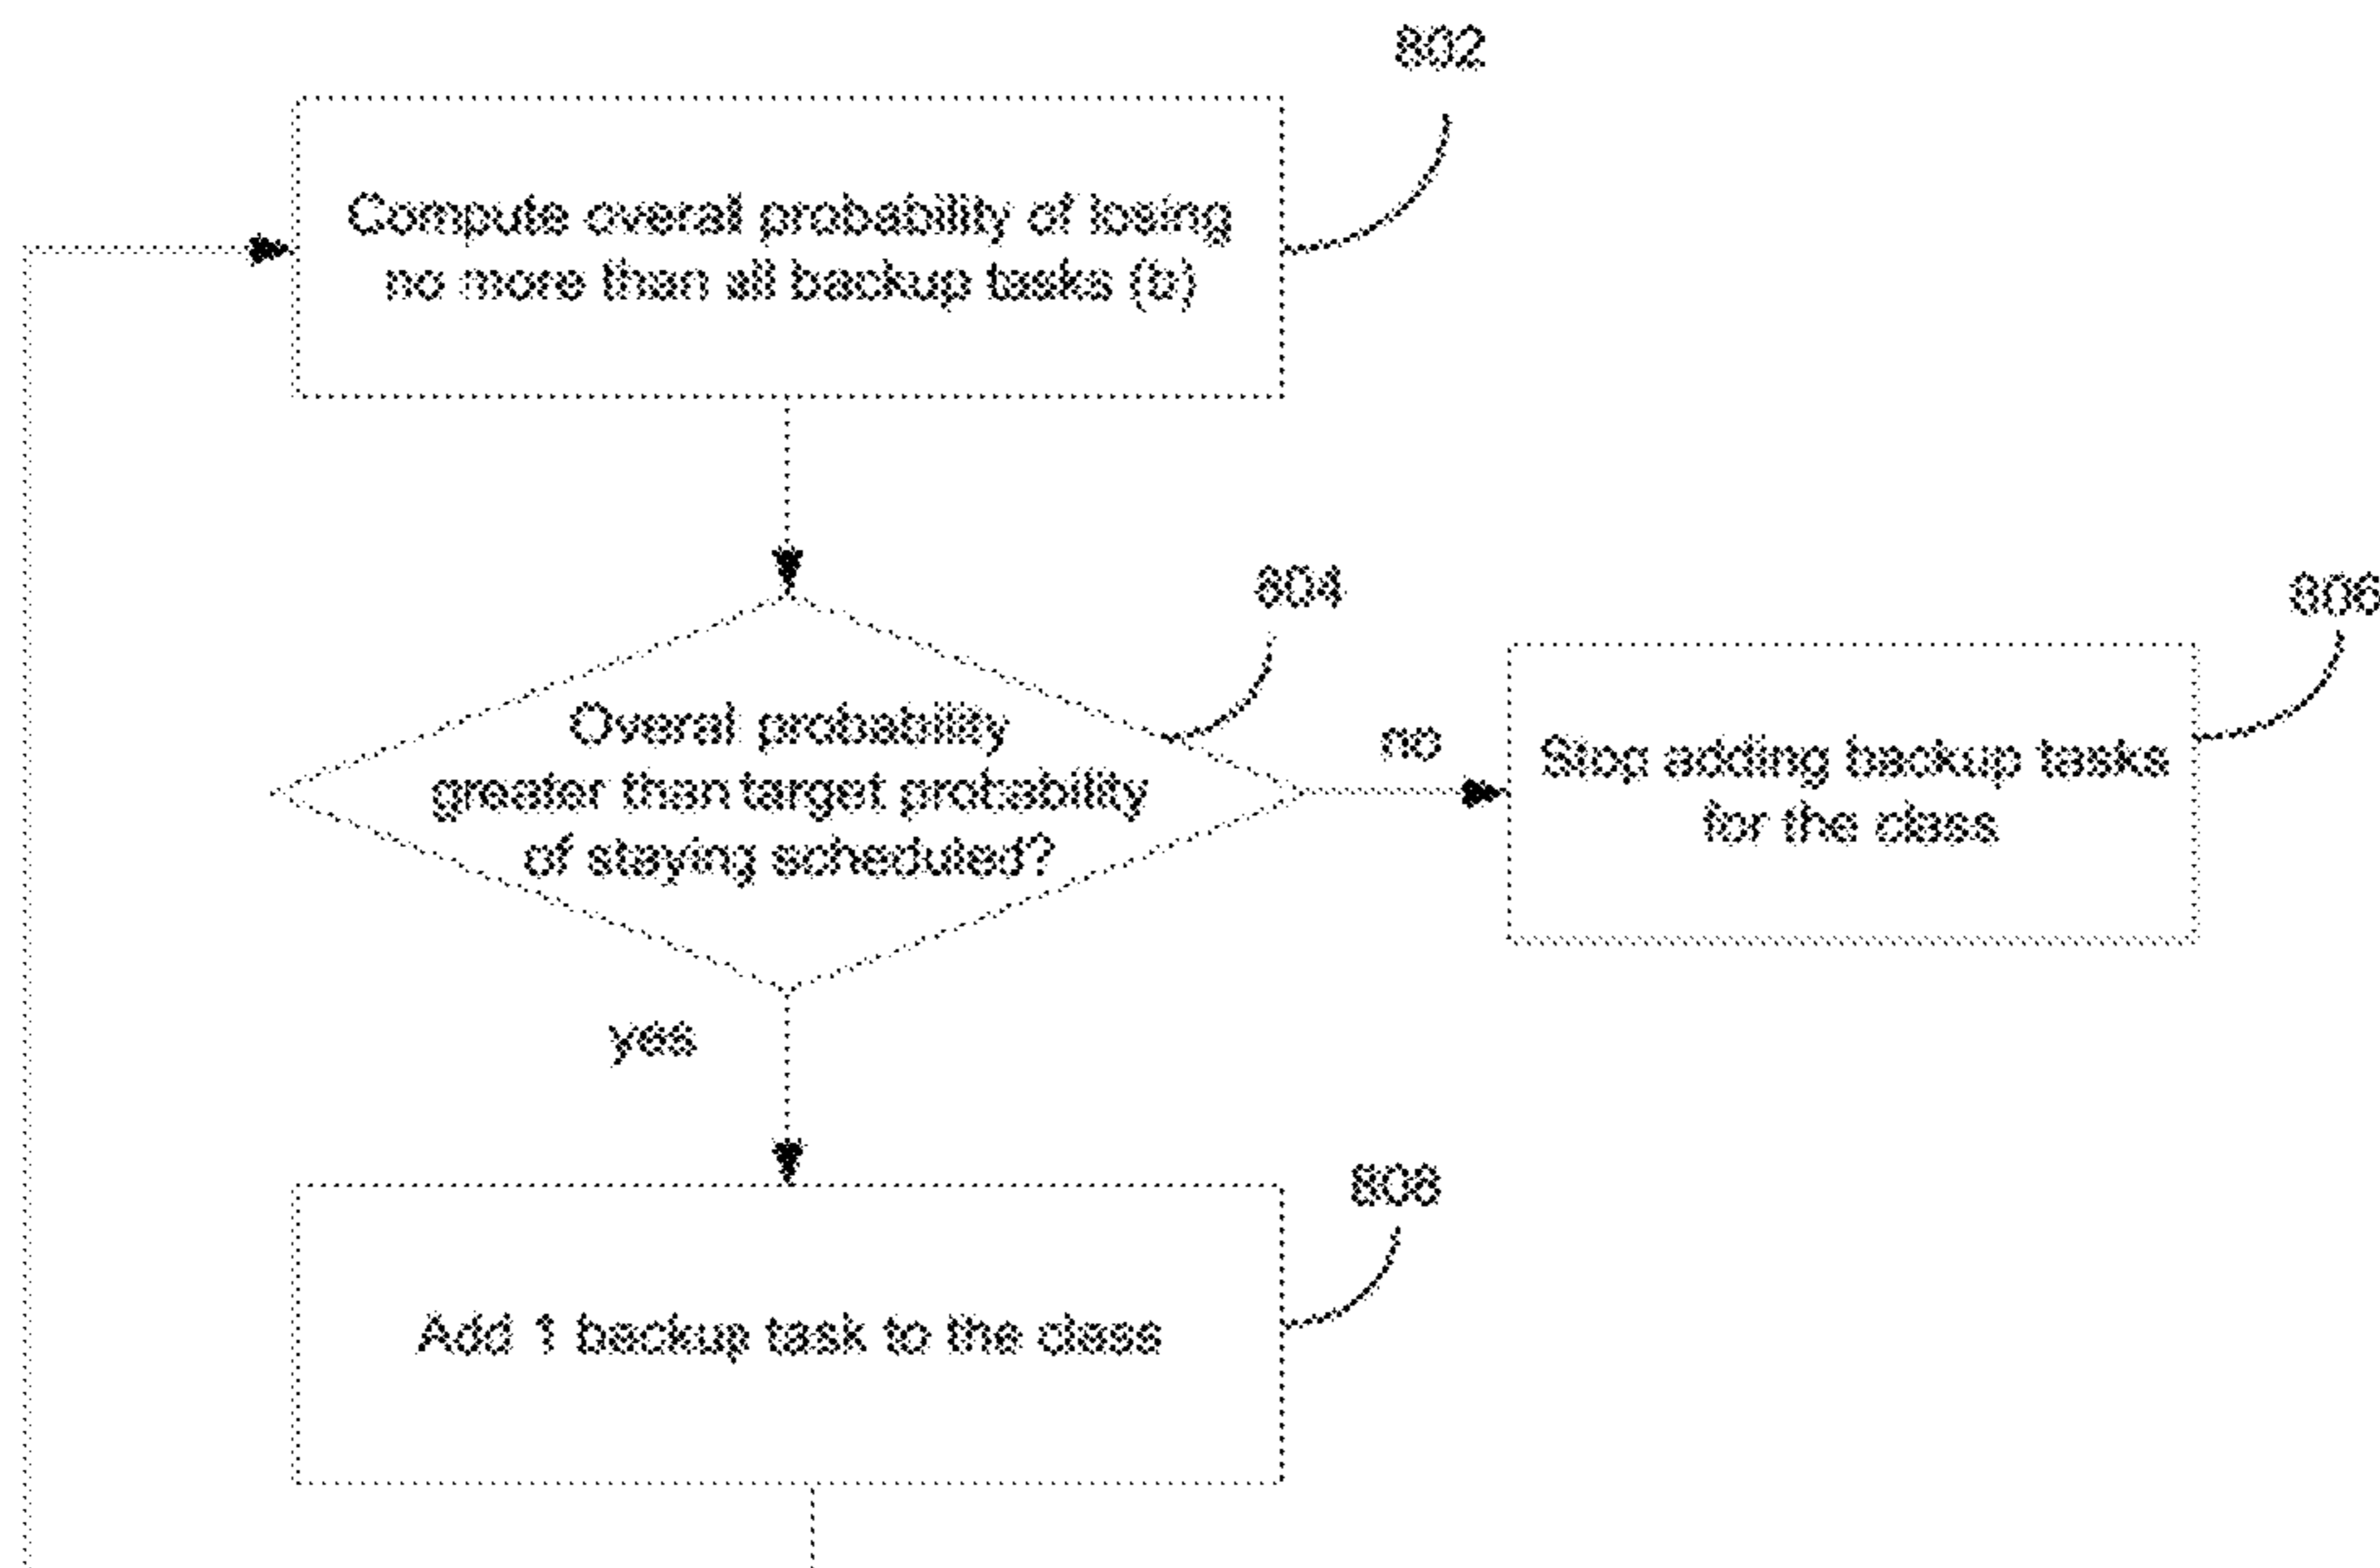 802
Compute overall probability of losing
no more than all backup tasks (b)
804
806
Overall probability
greater than target probability
of staying scheduled?
no
Stop adding backup tasks
for the class
yes
808
Add 1 backup task to the class